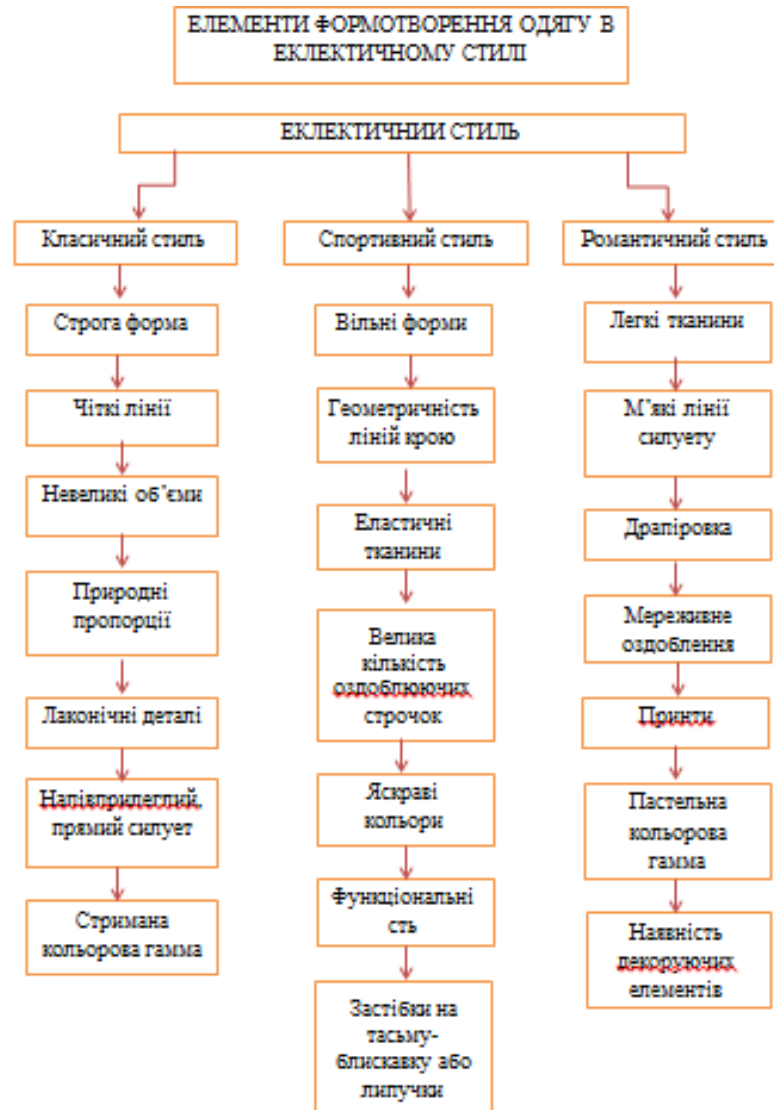 ЕЛЕМЕНТИ ФОРМОТВОРЕННЯ ОДЯГУ В
ЕКЛЕКТИЧНОМУ СТИЛІ
ЕКЛЕКТИЧНИИ СТИЛЬ
Класичний стиль
Строга форма
Чіткі лінії
Невеликі об’єми
Природні
пропорції
Лаконічні деталі
Напівприлеглий,
прямий силует
Стримана
кольорова гамма
Спортивний стиль
Вільні форми
Геометричність
ліній крою
Еластичні
тканини
Велика
кількість
оздоблюючих
строчок
Яскраві
кольори
Функціональні
сть
Застібки на
тасьму-
блискавку або
липучки
Романтичний стиль
Легкі тканини
М’які лінії
силуету
Драпіровка
Мереживне
оздоблення
Принти
Пастельна
кольорова
гамма
Наявність
декоруючих
елементів